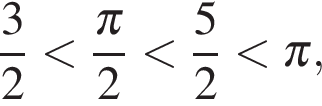 3/2 < π/2 < 5/2 < π,